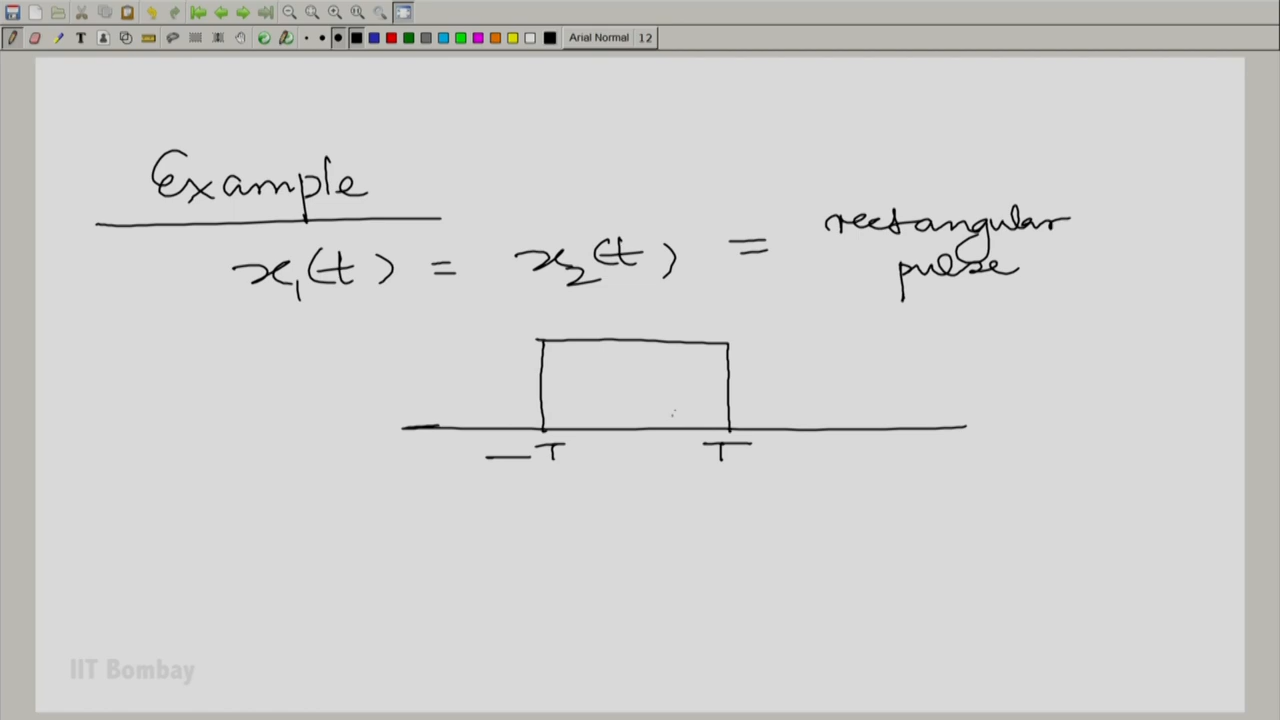 Arial Normal 12
Example
x₁(t) = x₂(t) = rectangular
pulse
—T T
IIT Bombay